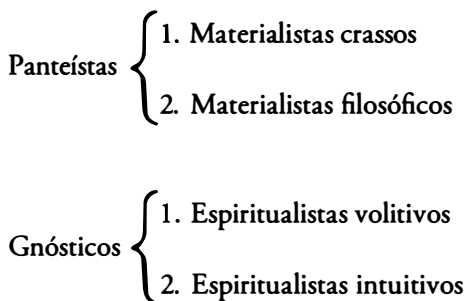 1. Materialistas crassos
Panteístas
2. Materialistas filosóficos
1. Espiritualistas volitivos
Gnósticos
2. Espiritualistas intuitivos